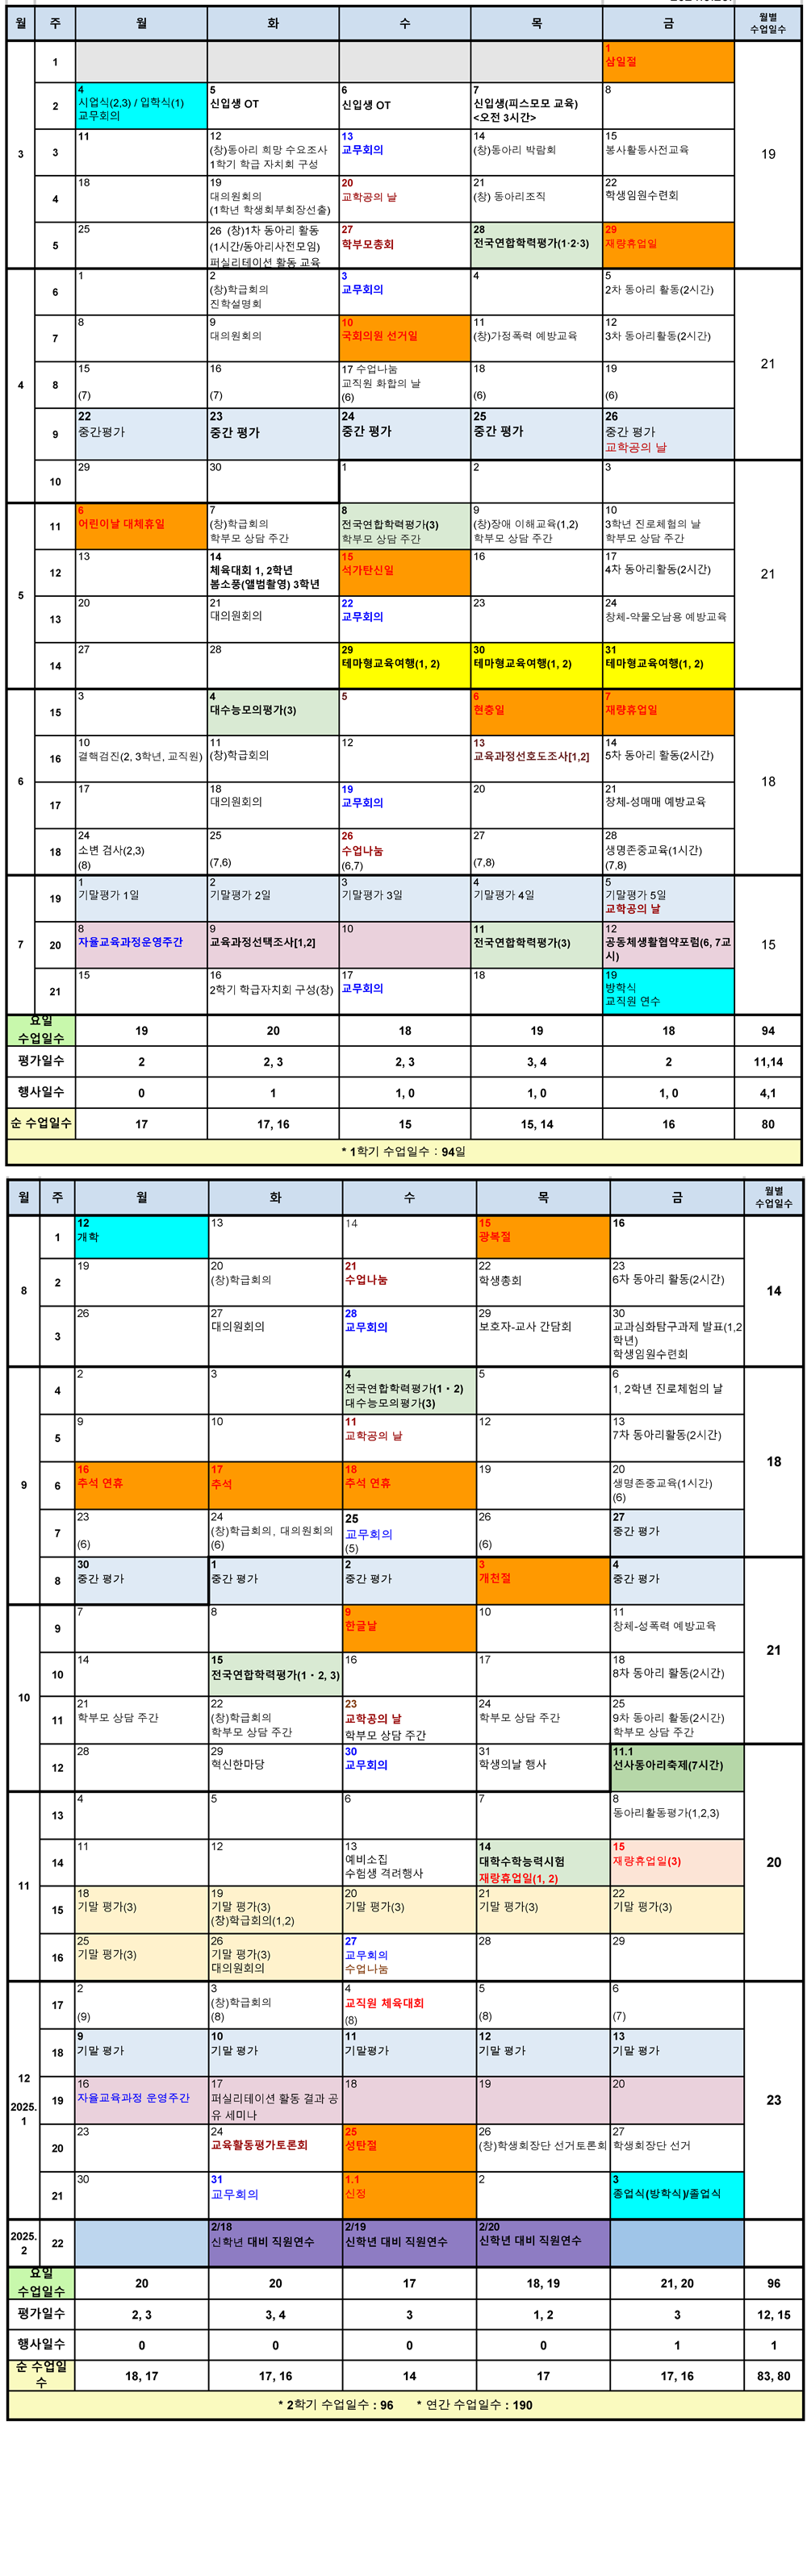 월 주 월 화 수 목 금 월별
수업일수
3
1
1
삼일절
19
2
4
시업식(2,3) / 입학식(1)
교무회의
5
신입생 OT
6
신입생 OT
7
신입생(피스모모 교육)
<오전 3시간>
8
3
11
12
(창)동아리 희망 수요조사
1학기 학급 자치회 구성
13
교무회의
14
(창)동아리 박람회
15
봉사활동사전교육
4
18
19
대의원회의
(1학년 학생회부회장선출)
20
교학공의 날
21
(창) 동아리조직
22
학생임원수련회
5
25
26 (창)1차 동아리 활동
(1시간/동아리사전모임)
퍼실리테이션 활동 교육
27
학부모총회
28
전국연합학력평가(1·2·3)
29
재량휴업일
4
6
1
2
(창)학급회의
진학설명회
3
교무회의
4
5
2차 동아리 활동(2시간)
21
7
8
9
대의원회의
10
국회의원 선거일
11
(창)가정폭력 예방교육
12
3차 동아리활동(2시간)
8
15
(7)
16
(7)
17 수업나눔
교직원 화합의 날
(6)
18
(6)
19
(6)
9
22
중간평가
23
중간 평가
24
중간 평가
25
중간 평가
26
중간 평가
교학공의 날
10
29
30
1
2
3
21
5
11
6
어린이날 대체휴일
7
(창)학급회의
학부모 상담 주간
8
전국연합학력평가(3)
학부모 상담 주간
9
(창)장애 이해교육(1,2)
학부모 상담 주간
10
3학년 진로체험의 날
학부모 상담 주간
12
13
14
체육대회 1, 2학년
봄소풍(앨범촬영) 3학년
15
석가탄신일
16
17
4차 동아리활동(2시간)
13
20
21
대의원회의
22
교무회의
23
24
창체-약물오남용 예방교육
14
27
28
29
테마형교육여행(1, 2)
30
테마형교육여행(1, 2)
31
테마형교육여행(1, 2)
6
15
3
4
대수능모의평가(3)
5
6
현충일
7
재량휴업일
18
16
10
결핵검진(2, 3학년, 교직원)
11
(창)학급회의
12
13
교육과정선호도조사[1,2]
14
5차 동아리 활동(2시간)
17
17
18
대의원회의
19
교무회의
20
21
창체-성매매 예방교육
18
24
소변 검사(2,3)
(8)
25
(7,6)
26
수업나눔
(6,7)
27
(7,8)
28
생명존중교육(1시간)
(7,8)
7
19
1
기말평가 1일
2
기말평가 2일
3
기말평가 3일
4
기말평가 4일
5
기말평가 5일
교학공의 날
15
20
8
자율교육과정운영주간
9
교육과정선택조사[1,2]
10
11
전국연합학력평가(3)
12
공동체생활협약포럼(6, 7교
시)
21
15
16
2학기 학급자치회 구성(창)
17
교무회의
18
19
방학식
교직원 연수
요일
수업일수
19 20 18 19 18 94
평가일수 2 2, 3 2, 3 3, 4 2 11,14
행사일수 0 1 1, 0 1, 0 1, 0 4,1
순 수업일수 17 17, 16 15 15, 14 16 80
* 1학기 수업일수 : 94일
월 주 월 화 수 목 금 월별
수업일수
8
1
12
개학
13
14
15
광복절
16
14
2
19
20
(창)학급회의
21
수업나눔
22
학생총회
23
6차 동아리 활동(2시간)
3
26
27
대의원회의
28
교무회의
29
보호자-교사 간담회
30
교과심화탐구과제 발표(1,2
학년)
학생임원수련회
9
4
2
3
4
전국연합학력평가(1・2)
대수능모의평가(3)
5
6
1, 2학년 진로체험의 날
18
5
9
10
11
교학공의 날
12
13
7차 동아리활동(2시간)
6
16
추석 연휴
17
추석
18
추석 연휴
19
20
생명존중교육(1시간)
(6)
7
23
(6)
24
(창)학급회의, 대의원회의
(6)
25
교무회의
(5)
26
(6)
27
중간 평가
8
30
중간 평가
1
중간 평가
2
중간 평가
3
개천절
4
중간 평가
21
10
9
7
8
9
한글날
10
11
창체-성폭력 예방교육
10
14
15
전국연합학력평가(1・2, 3)
16
17
18
8차 동아리 활동(2시간)
11
21
학부모 상담 주간
22
(창)학급회의
학부모 상담 주간
23
교학공의 날
학부모 상담 주간
24
학부모 상담 주간
25
9차 동아리 활동(2시간)
학부모 상담 주간
12
28
29
혁신한마당
30
교무회의
31
학생의날 행사
11.1
선사동아리축제(7시간)
20
11
13
4
5
6
7
8
동아리활동평가(1,2,3)
14
11
12
13
예비소집
수험생 격려행사
14
대학수학능력시험
재량휴업일(1, 2)
15
재량휴업일(3)
15
18
기말 평가(3)
19
기말 평가(3)
(창)학급회의(1,2)
20
기말 평가(3)
21
기말 평가(3)
22
기말 평가(3)
16
25
기말 평가(3)
26
기말 평가(3)
대의원회의
27
교무회의
수업나눔
28
29
12
2025.
1
17
2
(9)
3
(창)학급회의
(8)
4
교직원 체육대회
(8)
5
(8)
6
(7)
23
18
9
기말 평가
10
기말 평가
11
기말평가
12
기말 평가
13
기말 평가
19
16
자율교육과정 운영주간
17
퍼실리테이션 활동 결과 공
유 세미나
18
19
20
20
23
24
교육활동평가토론회
25
성탄절
26
(창)학생회장단 선거토론회
27
학생회장단 선거
21
30
31
교무회의
1.1
신정
2
3
종업식(방학식)/졸업식
2025.
2
22
2/18
신학년 대비 직원연수
2/19
신학년 대비 직원연수
2/20
신학년 대비 직원연수
요일
수업일수
20 20 17 18, 19 21, 20 96
평가일수 2, 3 3, 4 3 1, 2 3 12, 15
행사일수 0 0 0 0 1 1
순 수업일
수
18, 17 17, 16 14 17 17, 16 83, 80
* 2학기 수업일수 : 96 * 연간 수업일수 : 190